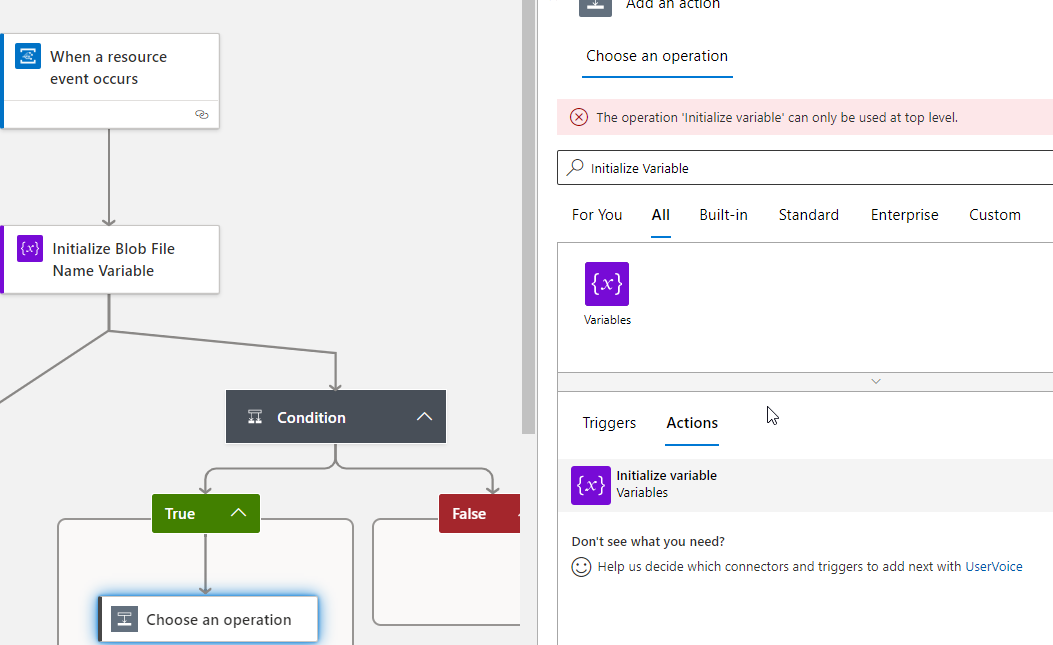 When a resource
event occurs
Initialize Blob File
Name Variable
Condition
True
False
Choose an operation
Add an action
Choose an operation
The operation 'Initialize variable' can only be used at top level.
Initialize Variable
For You
All
Built-in
Standard
Enterprise
Custom
{x}
Variables
Triggers
Actions
{x}
Initialize variable
Variables
Don't see what you need?
Help us decide which connectors and triggers to add next with UserVoice